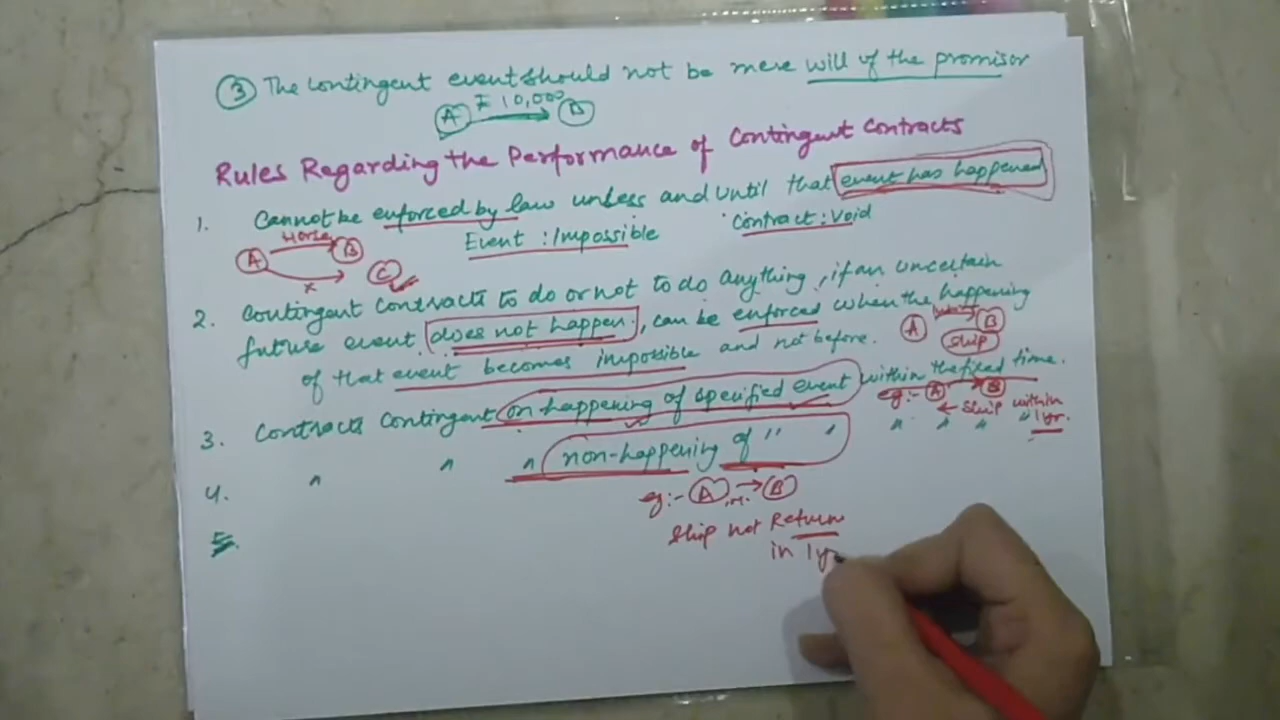 ③ The Contingent event should not be mere will of the promisor
A ₹ 10,000 B
Rules Regarding the Performance of Contingent Contracts
1. Cannot be enforced by law unless and until that event has happened
Event : Impossible Contract : Void
A Horse B
x C
2. Contingent Contracts to do or not to do anything, if an uncertain
future event does not happen, can be enforced when the happening
of that event becomes impossible and not before.
A B
Ship
3. Contracts Contingent on happening of specified event within the fixed time.
eg:- A B
← Ship within
1yr.
4. " " " non-happening of " " " " " "
eg:- A → B
Ship not Return
in 1yr
5.